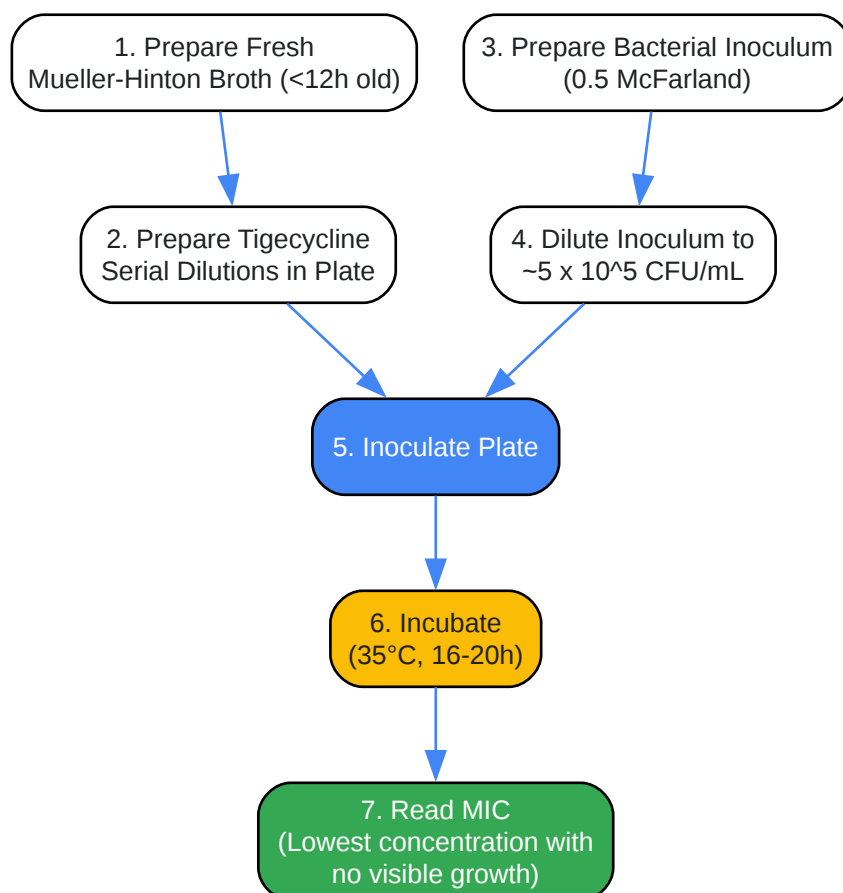 1. Prepare Fresh
Mueller-Hinton Broth (<12h old)
3. Prepare Bacterial Inoculum
(0.5 McFarland)
2. Prepare Tigecycline
Serial Dilutions in Plate
4. Dilute Inoculum to
~5 x 10^5 CFU/mL
5. Inoculate Plate
6. Incubate
(35°C, 16-20h)
7. Read MIC
(Lowest concentration with
no visible growth)